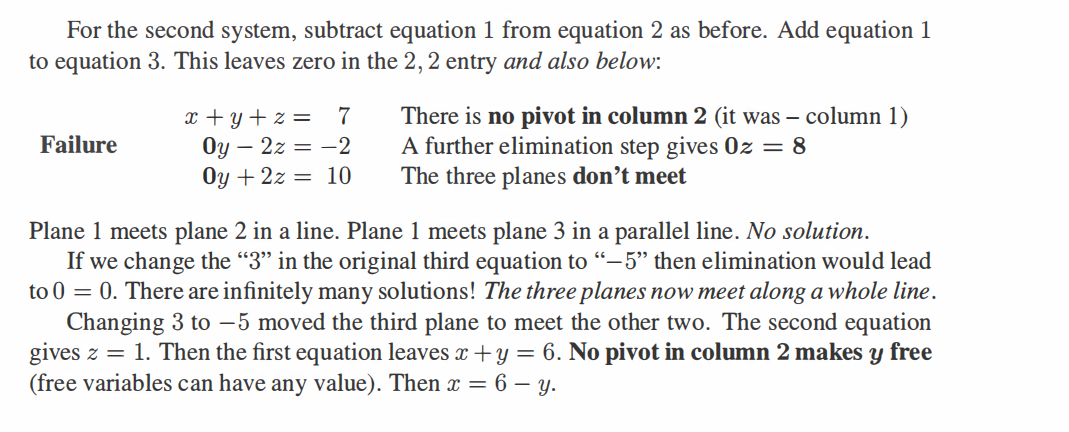 For the second system, subtract equation 1 from equation 2 as before. Add equation 1
to equation 3. This leaves zero in the 2, 2 entry and also below:
x + y + z = 7 There is no pivot in column 2 (it was – column 1)
Failure 0y − 2z = −2 A further elimination step gives 0z = 8
0y + 2z = 10 The three planes don't meet
Plane 1 meets plane 2 in a line. Plane 1 meets plane 3 in a parallel line. No solution.
If we change the “3” in the original third equation to “−5” then elimination would lead
to 0 = 0. There are infinitely many solutions! The three planes now meet along a whole line.
Changing 3 to −5 moved the third plane to meet the other two. The second equation
gives z = 1. Then the first equation leaves x + y = 6. No pivot in column 2 makes y free
(free variables can have any value). Then x = 6 − y.